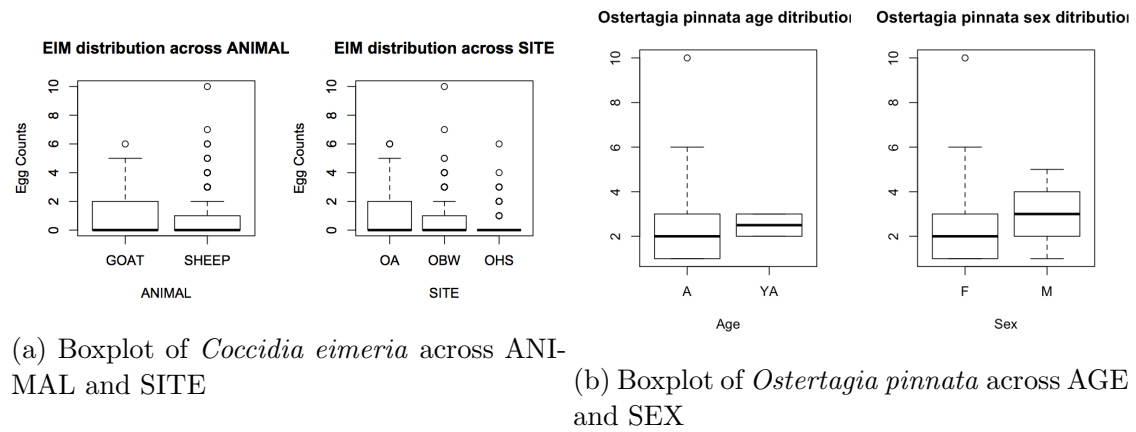 EIM distribution across ANIMAL
Egg Counts
0
2
4
6
8
10
GOAT SHEEP
ANIMAL
EIM distribution across SITE
Egg Counts
0
2
4
6
8
10
OA OBW OHS
SITE
(a) Boxplot of Coccidia eimeria across ANI-
MAL and SITE
Ostertagia pinnata age ditribution
2
4
6
8
10
A YA
Age
Ostertagia pinnata sex ditribution
2
4
6
8
10
F M
Sex
(b) Boxplot of Ostertagia pinnata across AGE
and SEX